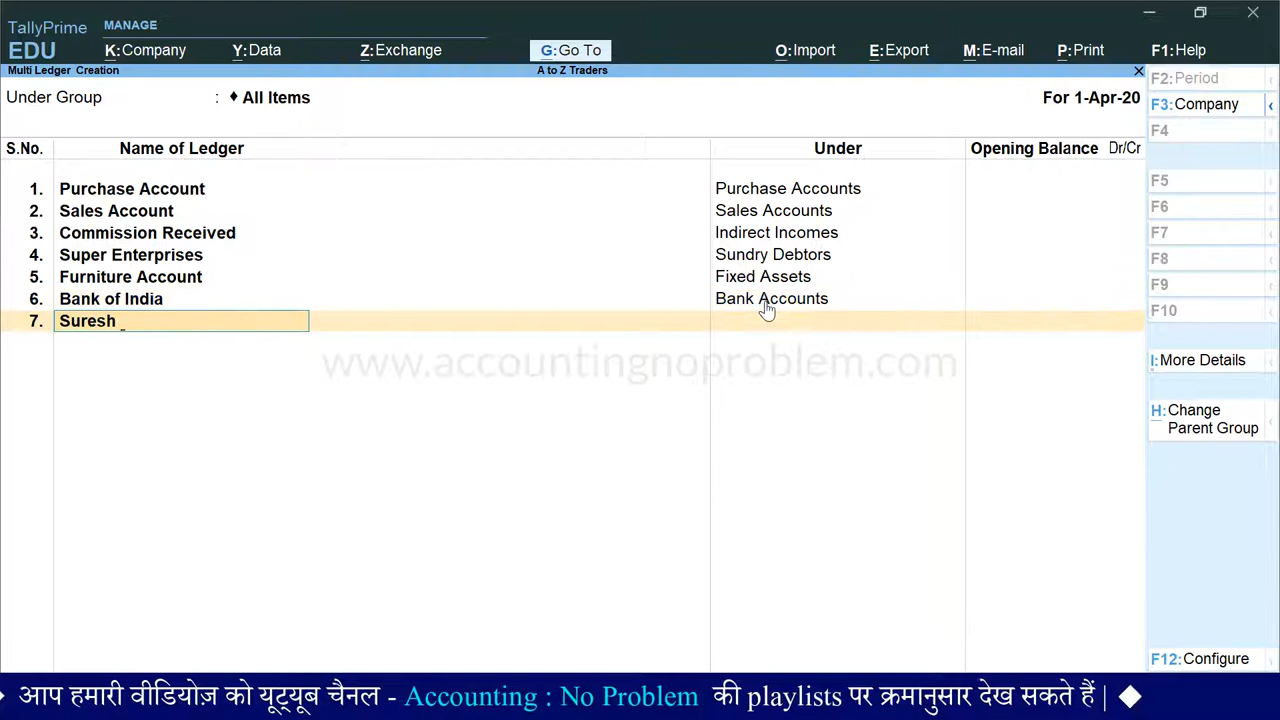 TallyPrime MANAGE
EDU K:Company Y:Data Z:Exchange G:Go To O:Import E:Export M:E-mail P:Print F1:Help
Multi Ledger Creation A to Z Traders
Under Group : ♦ All Items For 1-Apr-20
S.No. Name of Ledger Under Opening Balance Dr/Cr
1. Purchase Account Purchase Accounts
2. Sales Account Sales Accounts
3. Commission Received Indirect Incomes
4. Super Enterprises Sundry Debtors
5. Furniture Account Fixed Assets
6. Bank of India Bank Accounts
7. Suresh _
www.accountingnoproblem.com
F2:Period
F3:Company
F4
F5
F6
F7
F8
F9
F10
I:More Details
H:Change
Parent Group
F12:Configure
आप हमारी वीडियोज़ को यूट्यूब चैनल - Accounting : No Problem की playlists पर क्रमानुसार देख सकते हैं |